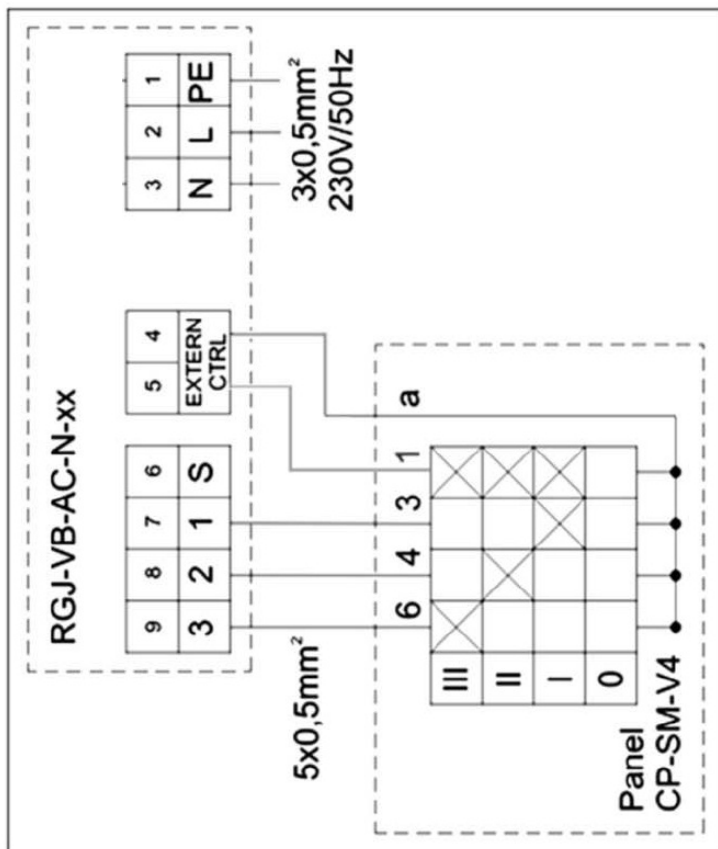 RGJ-VB-AC-N-xx
9 8 7 6 5 4 3 2 1
3 2 1 S EXTERN CTRL N L PE
5x0,5mm²
3x0,5mm²
230V/50Hz
6 4 3 1 a
III
II
I
0
Panel
CP-SM-V4